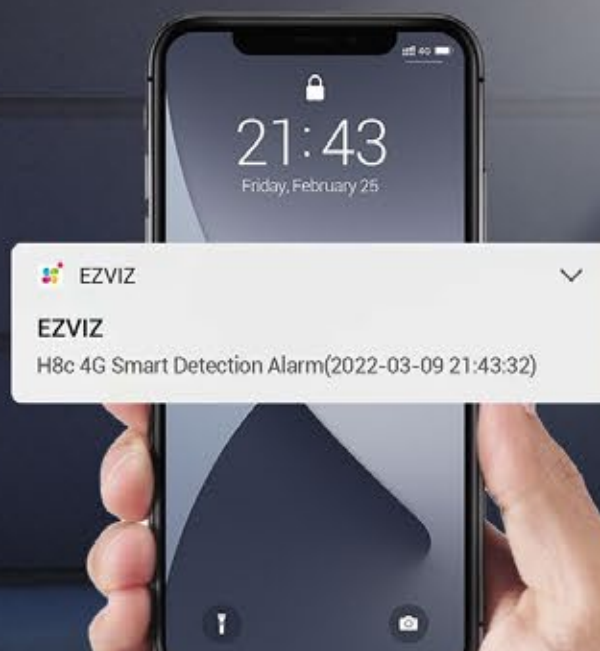 4G
21:43
Friday, February 25
EZVIZ
EZVIZ
H8c 4G Smart Detection Alarm(2022-03-09 21:43:32)